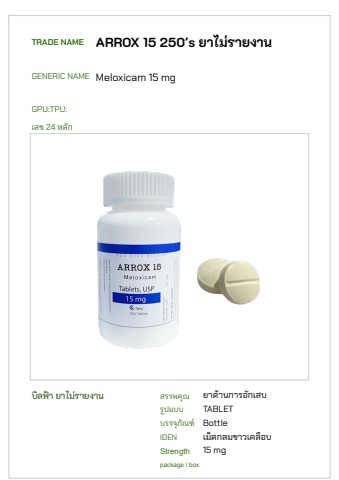 TRADE NAME ARROX 15 250's ยาไม่รายงาน
GENERIC NAME Meloxicam 15 mg
GPU:TPU:
เลข 24 หลัก
ARROX 15
Meloxicam
Tablets, USP
15 mg
Only
บิลฟ้า ยาไม่รายงาน
สรรพคุณ ยาต้านการอักเสบ
รูปแบบ TABLET
บรรจุภัณฑ์ Bottle
IDEN เม็ดกลมขาวเคลือบ
Strength 15 mg
package / box